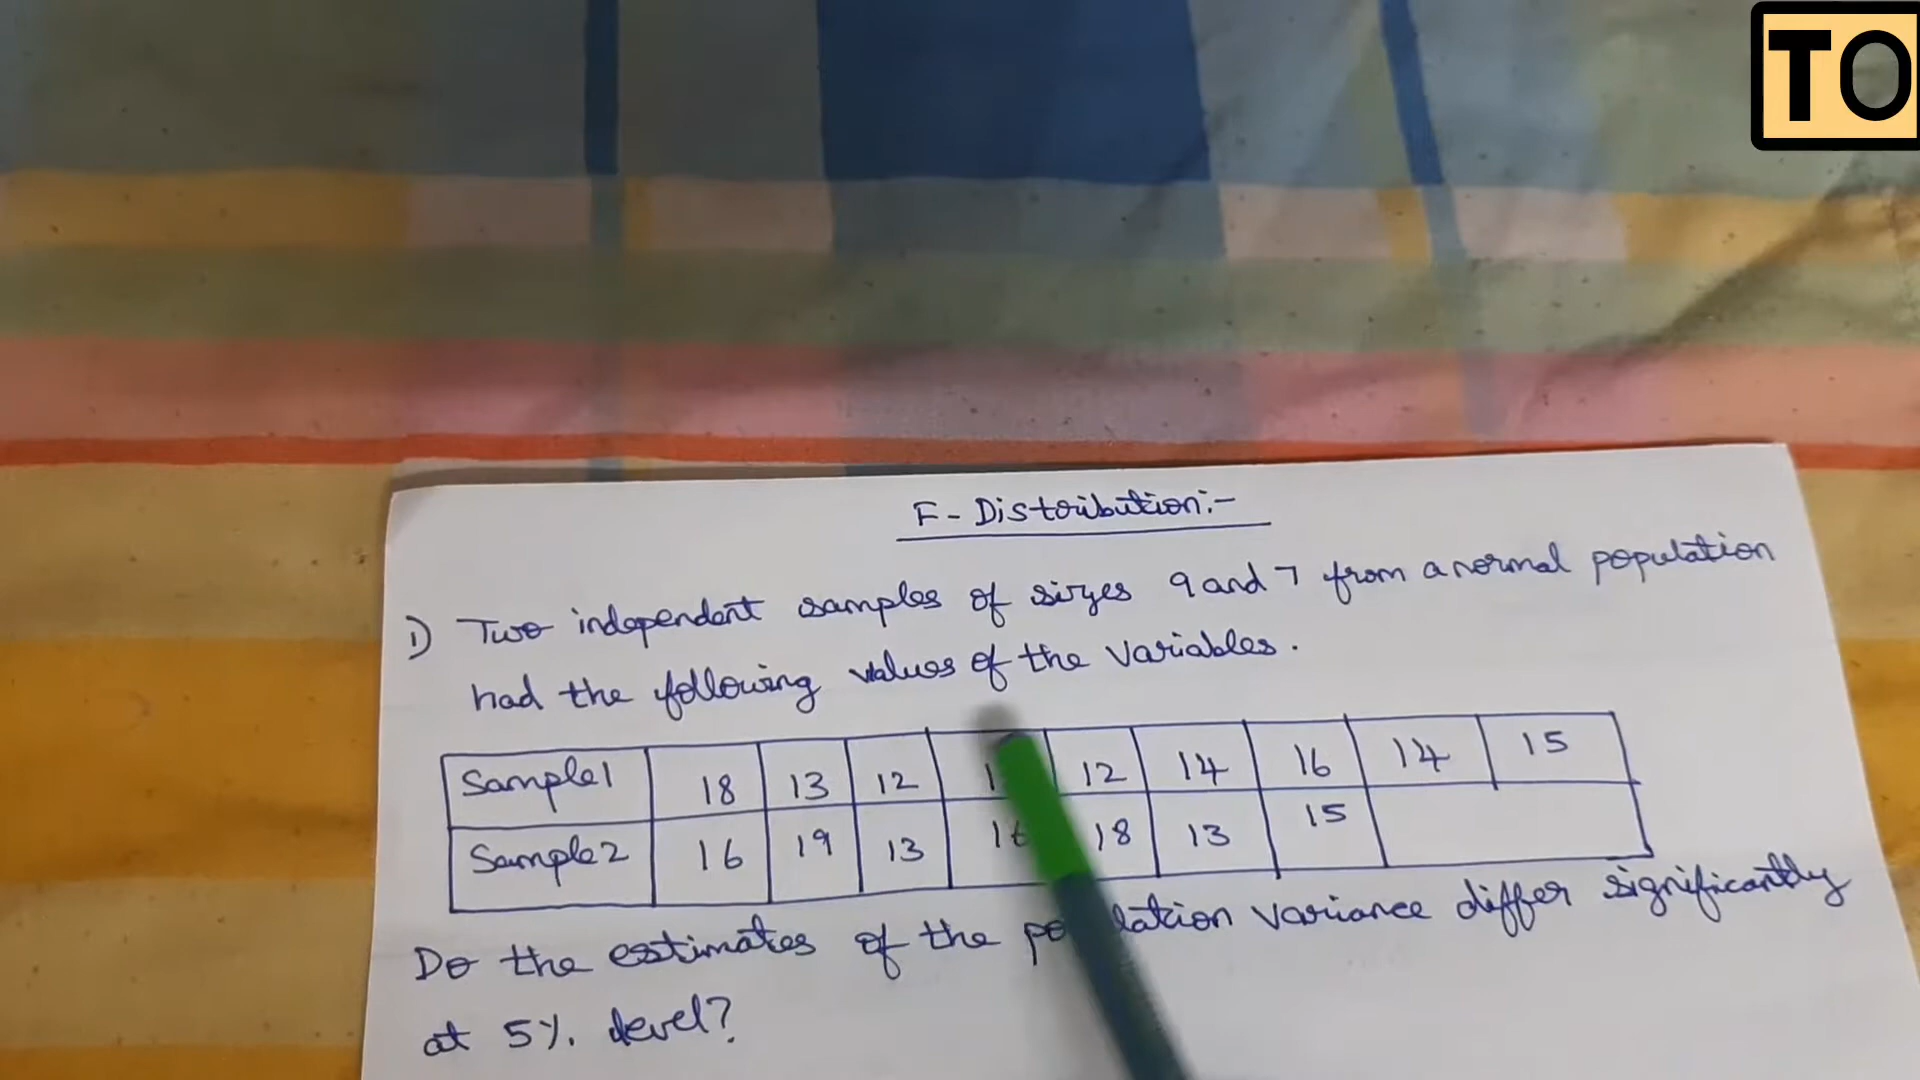 TO
F - Distribution:-
1) Two independent samples of sizes 9 and 7 from a normal population
had the following values of the variables.
Sample1 18 13 12 12 14 16 14 15
Sample2 16 19 13 18 13 15
Do the estimates of the variance differ significantly
at 5%. level?